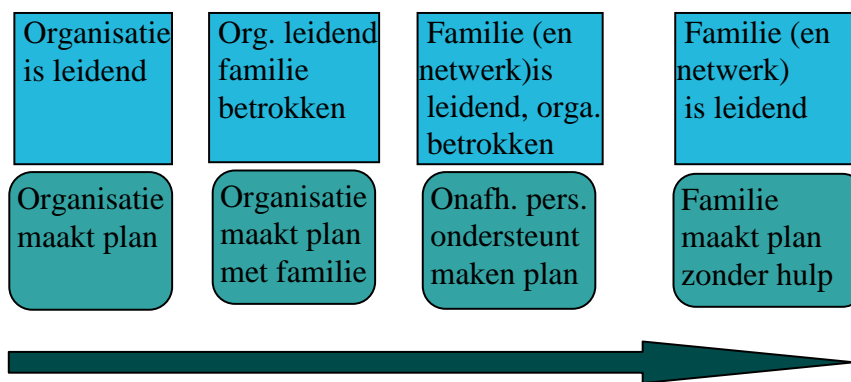 Organisatie
is leidend
Org. leidend
familie
betrokken
Familie (en
netwerk)is
leidend, orga.
betrokken
Familie (en
netwerk)
is leidend
Organisatie
maakt plan
Organisatie
maakt plan
met familie
Onafh. pers.
ondersteunt
maken plan
Familie
maakt plan
zonder hulp